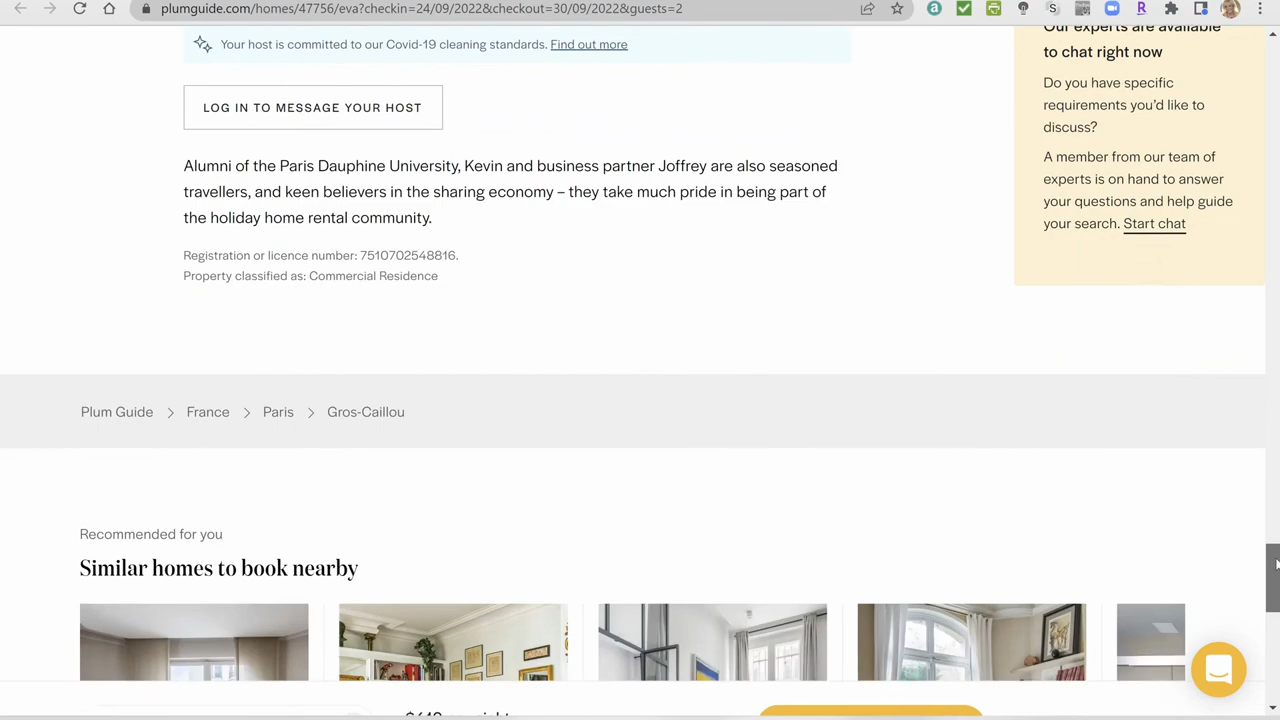 plumguide.com/homes/47756/eva?checkin=24/09/2022&checkout=30/09/2022&guests=2
Your host is committed to our Covid-19 cleaning standards. Find out more
LOG IN TO MESSAGE YOUR HOST
Alumni of the Paris Dauphine University, Kevin and business partner Joffrey are also seasoned
travellers, and keen believers in the sharing economy – they take much pride in being part of
the holiday home rental community.
Registration or licence number: 7510702548816.
Property classified as: Commercial Residence
Our experts are available
to chat right now
Do you have specific
requirements you'd like to
discuss?
A member from our team of
experts is on hand to answer
your questions and help guide
your search. Start chat
Plum Guide
France
Paris
Gros-Caillou
Recommended for you
Similar homes to book nearby